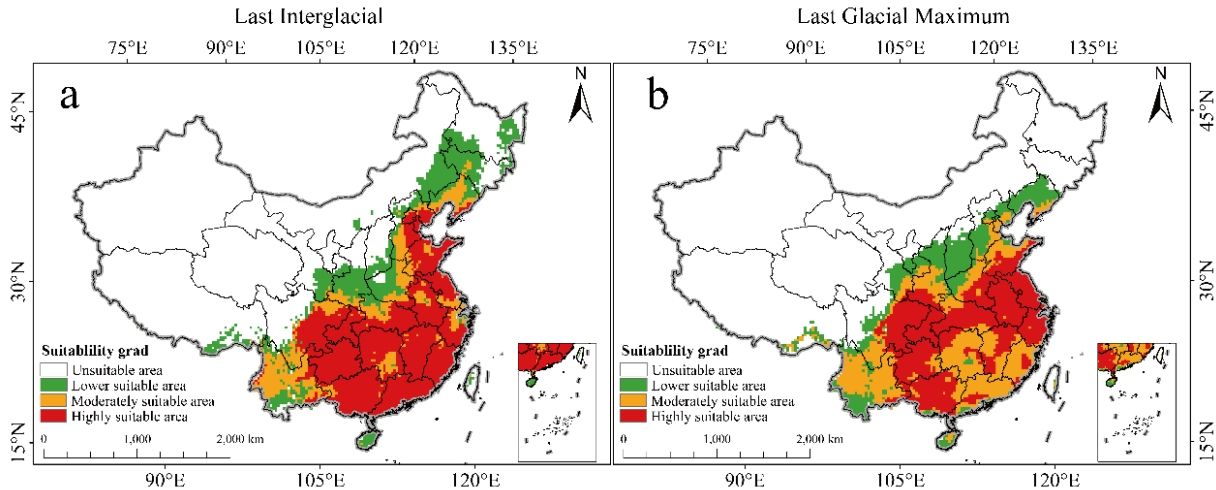 Last Interglacial
75°E 90°E 105°E 120°E 135°E
a
N
45°N
30°N
15°N
Suitablility grad
Unsuitable area
Lower suitable area
Moderately suitable area
Highly suitable area
0 1,000 2,000 km
90°E 105°E 120°E
Last Glacial Maximum
75°E 90°E 105°E 120°E 135°E
b
N
45°N
30°N
15°N
Suitablility grad
Unsuitable area
Lower suitable area
Moderately suitable area
Highly suitable area
0 1,000 2,000 km
90°E 105°E 120°E